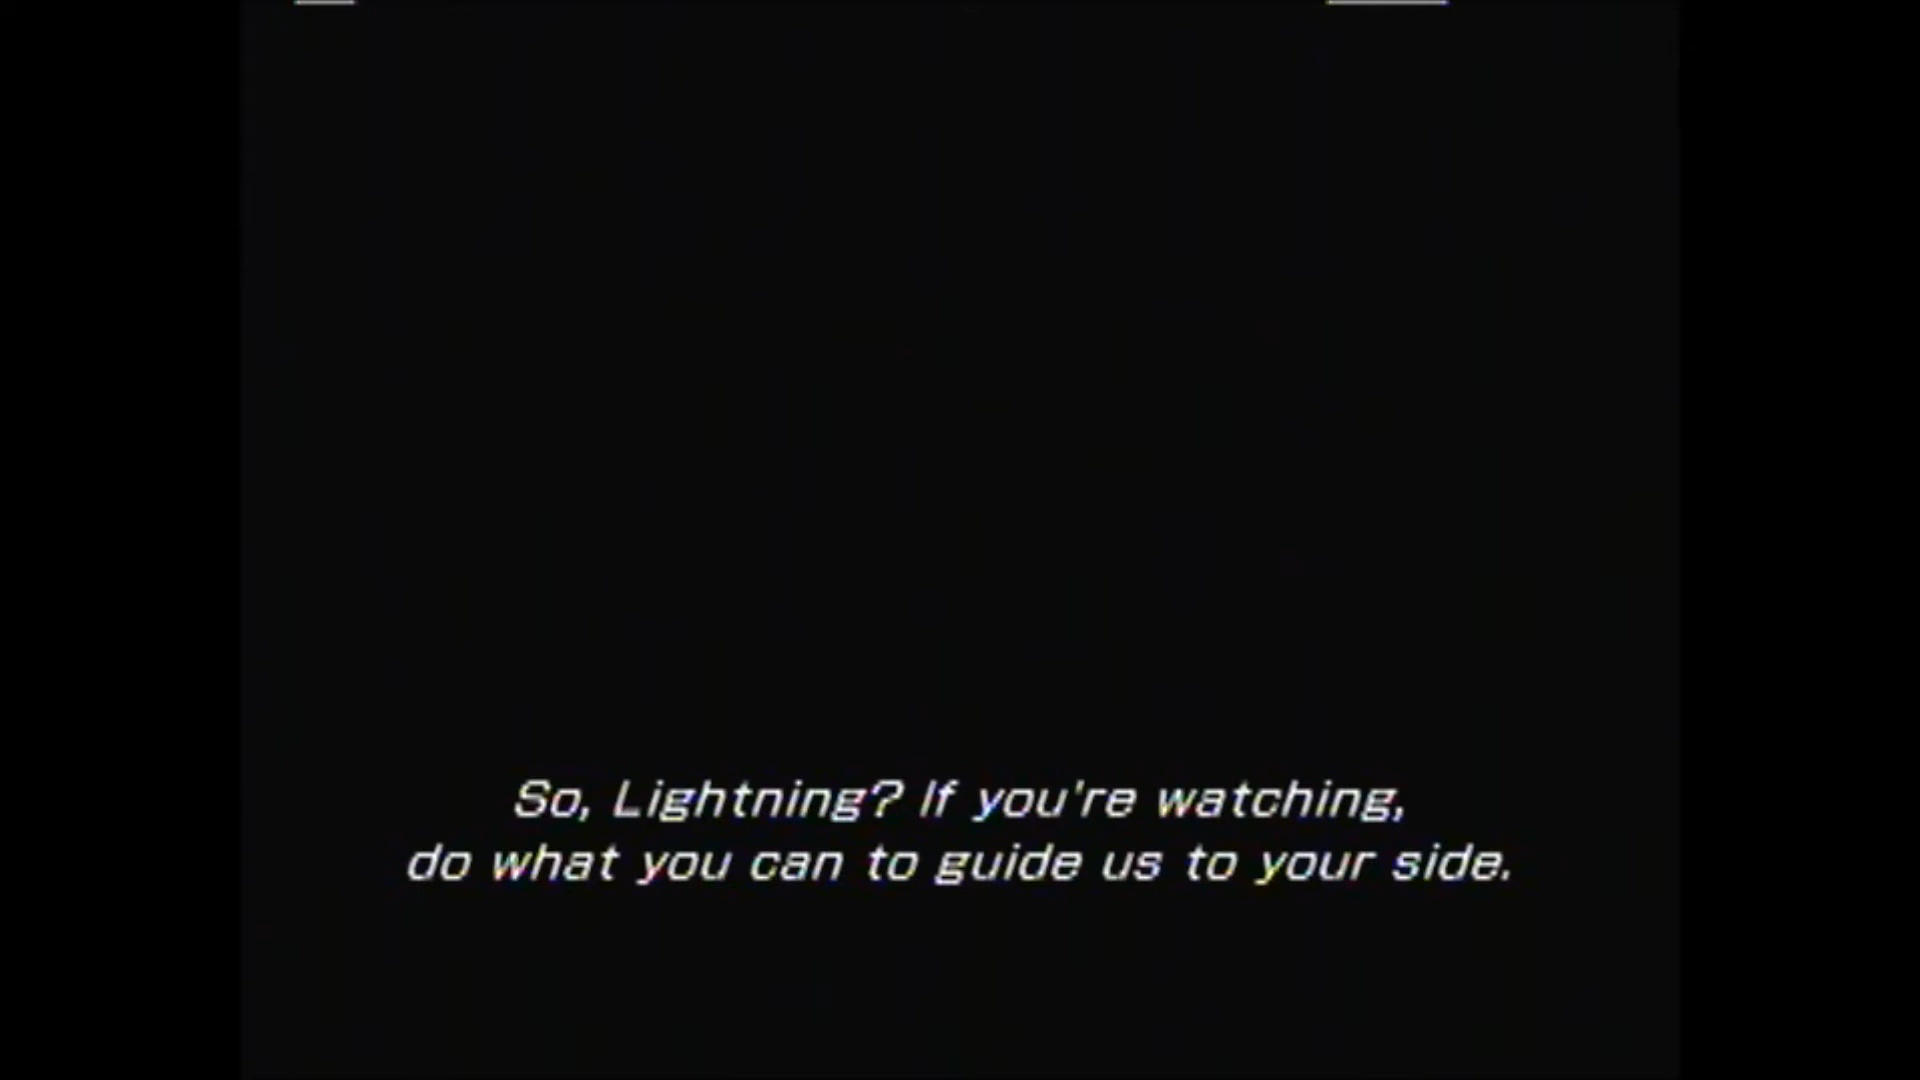 So, Lightning? If you're watching,
do what you can to guide us to your side.